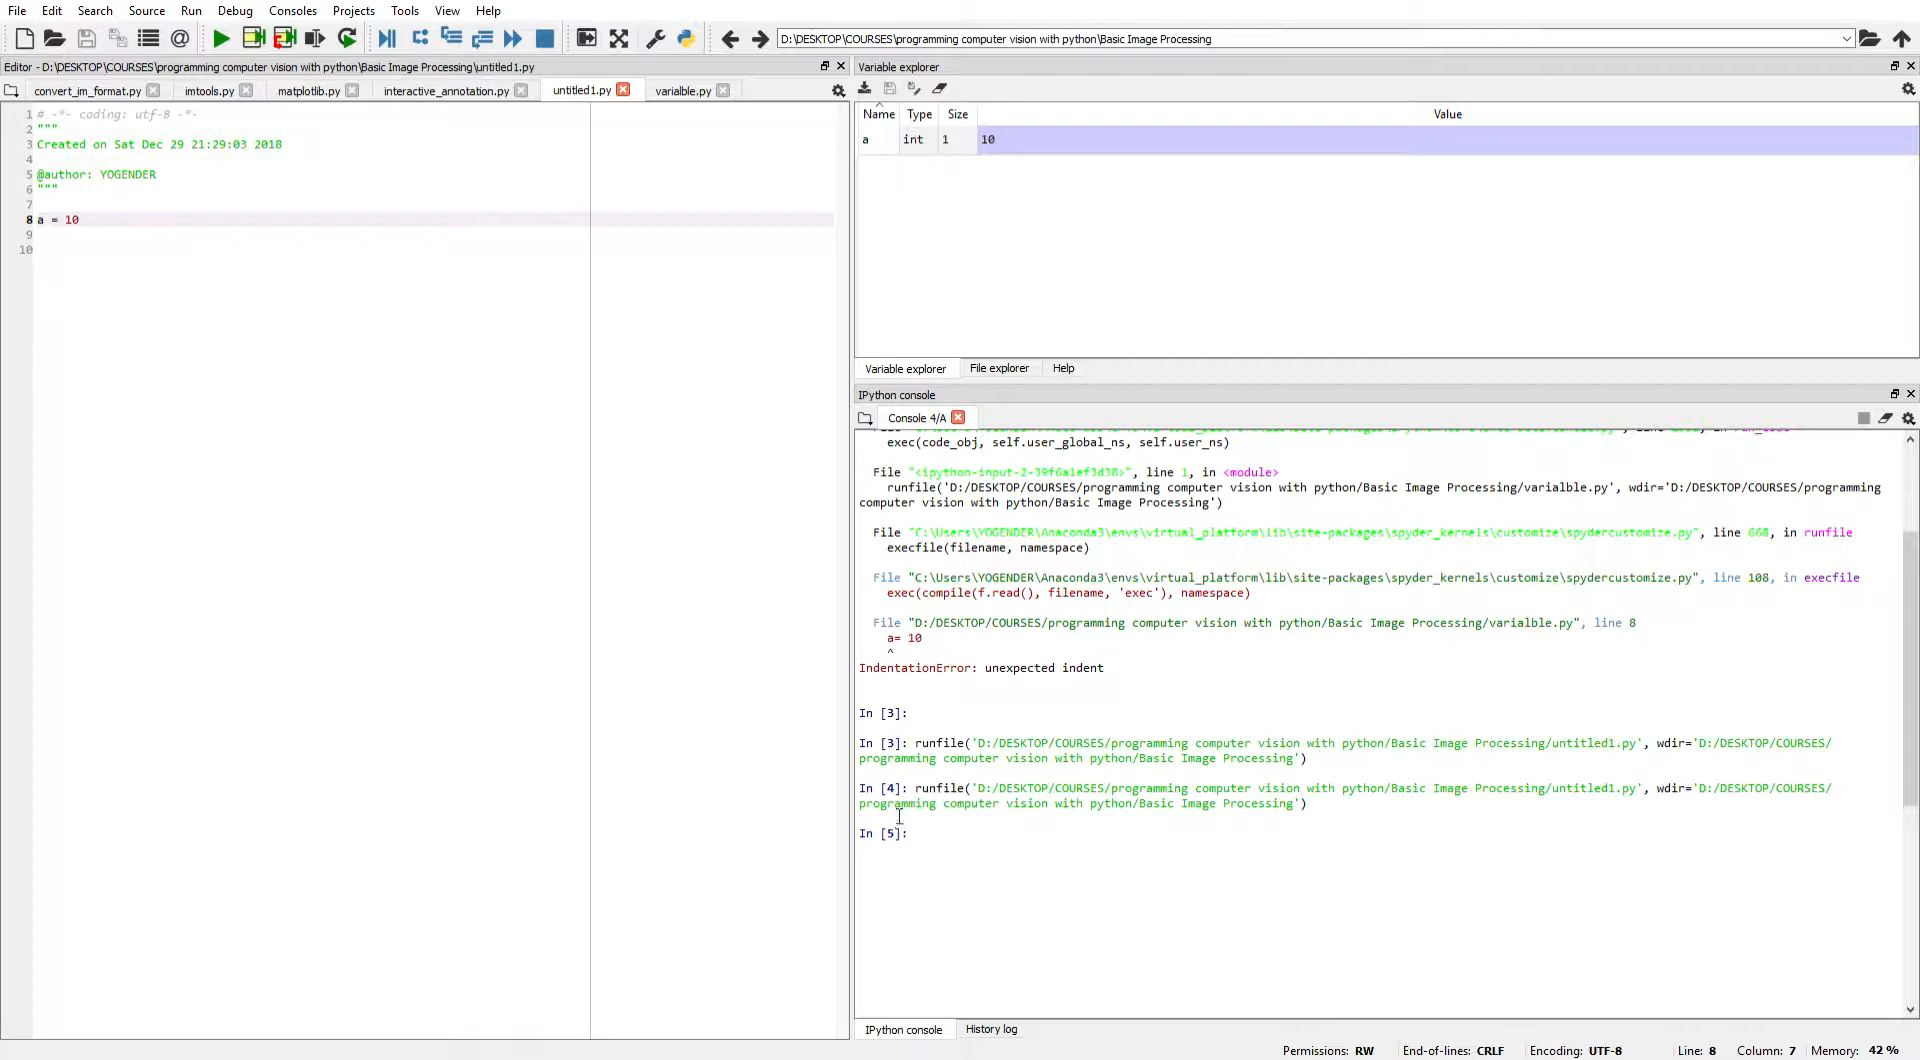 File Edit Search Source Run Debug Consoles Projects Tools View Help
D:\DESKTOP\COURSES\programming computer vision with python\Basic Image Processing
Editor - D:\DESKTOP\COURSES\programming computer vision with python\Basic Image Processing\untitled1.py
convert_im_format.py imtools.py matplotlib.py interactive_annotation.py untitled1.py varialble.py
1 # -*- coding: utf-8 -*-
2 """
3 Created on Sat Dec 29 21:29:03 2018
4
5 @author: YOGENDER
6 """
7
8 a = 10
9
10
Variable explorer
Name Type Size Value
a int 1 10
Variable explorer File explorer Help
IPython console
Console 4/A
exec(code_obj, self.user_global_ns, self.user_ns)
File "<ipython-input-2-39f6a1ef3d38>", line 1, in <module>
runfile('D:/DESKTOP/COURSES/programming computer vision with python/Basic Image Processing/varialble.py', wdir='D:/DESKTOP/COURSES/programming
computer vision with python/Basic Image Processing')
File "C:\Users\YOGENDER\Anaconda3\envs\virtual_platform\lib\site-packages\spyder_kernels\customize\spydercustomize.py", line 668, in runfile
execfile(filename, namespace)
File "C:\Users\YOGENDER\Anaconda3\envs\virtual_platform\lib\site-packages\spyder_kernels\customize\spydercustomize.py", line 108, in execfile
exec(compile(f.read(), filename, 'exec'), namespace)
File "D:/DESKTOP/COURSES/programming computer vision with python/Basic Image Processing/varialble.py", line 8
a= 10
^
IndentationError: unexpected indent
In [3]:
In [3]: runfile('D:/DESKTOP/COURSES/programming computer vision with python/Basic Image Processing/untitled1.py', wdir='D:/DESKTOP/COURSES/
programming computer vision with python/Basic Image Processing')
In [4]: runfile('D:/DESKTOP/COURSES/programming computer vision with python/Basic Image Processing/untitled1.py', wdir='D:/DESKTOP/COURSES/
programming computer vision with python/Basic Image Processing')
In [5]:
IPython console History log
Permissions: RW End-of-lines: CRLF Encoding: UTF-8 Line: 8 Column: 7 Memory: 42 %